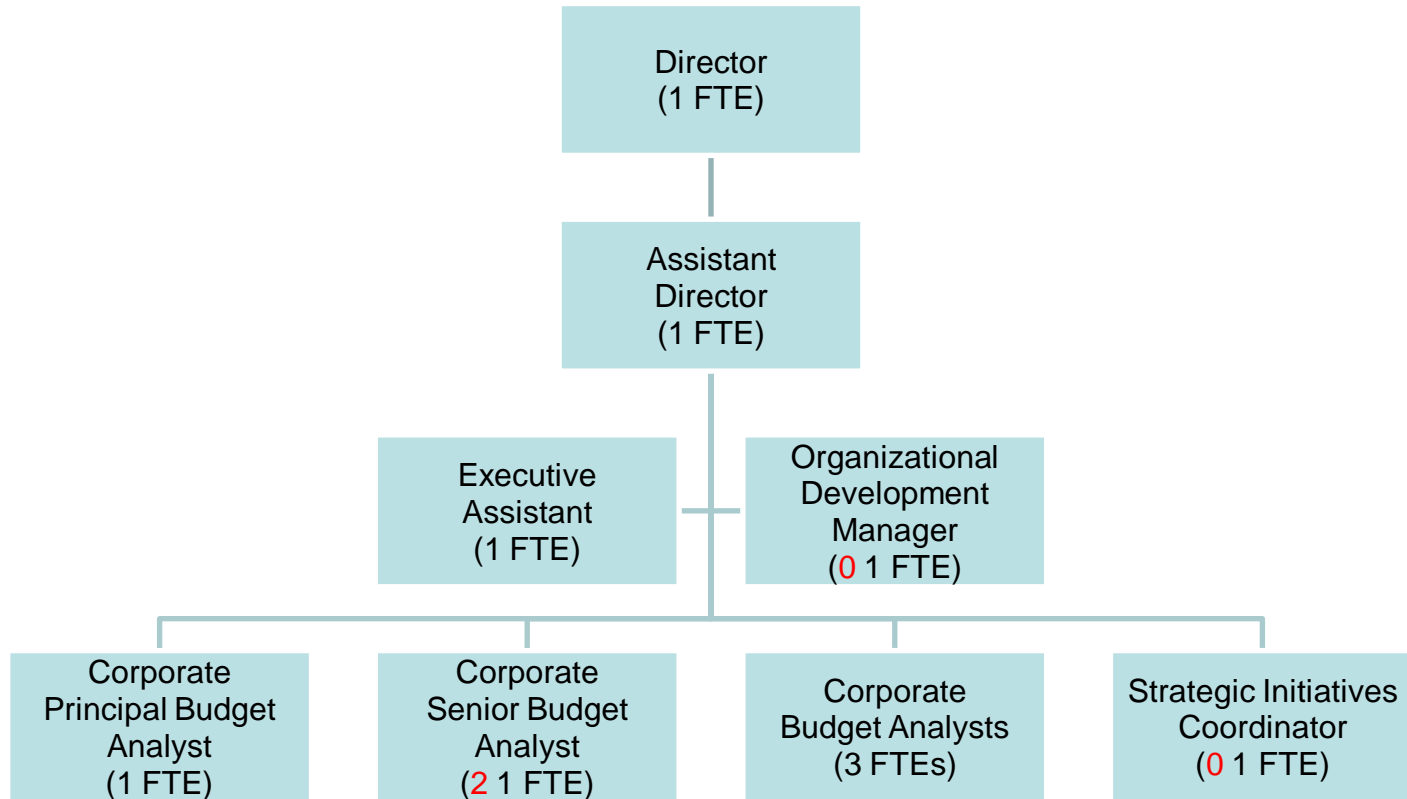 Director
(1 FTE)
Assistant
Director
(1 FTE)
Executive
Assistant
(1 FTE)
Organizational
Development
Manager
(0 1 FTE)
Corporate
Principal Budget
Analyst
(1 FTE)
Corporate
Senior Budget
Analyst
(2 1 FTE)
Corporate
Budget Analysts
(3 FTEs)
Strategic Initiatives
Coordinator
(0 1 FTE)